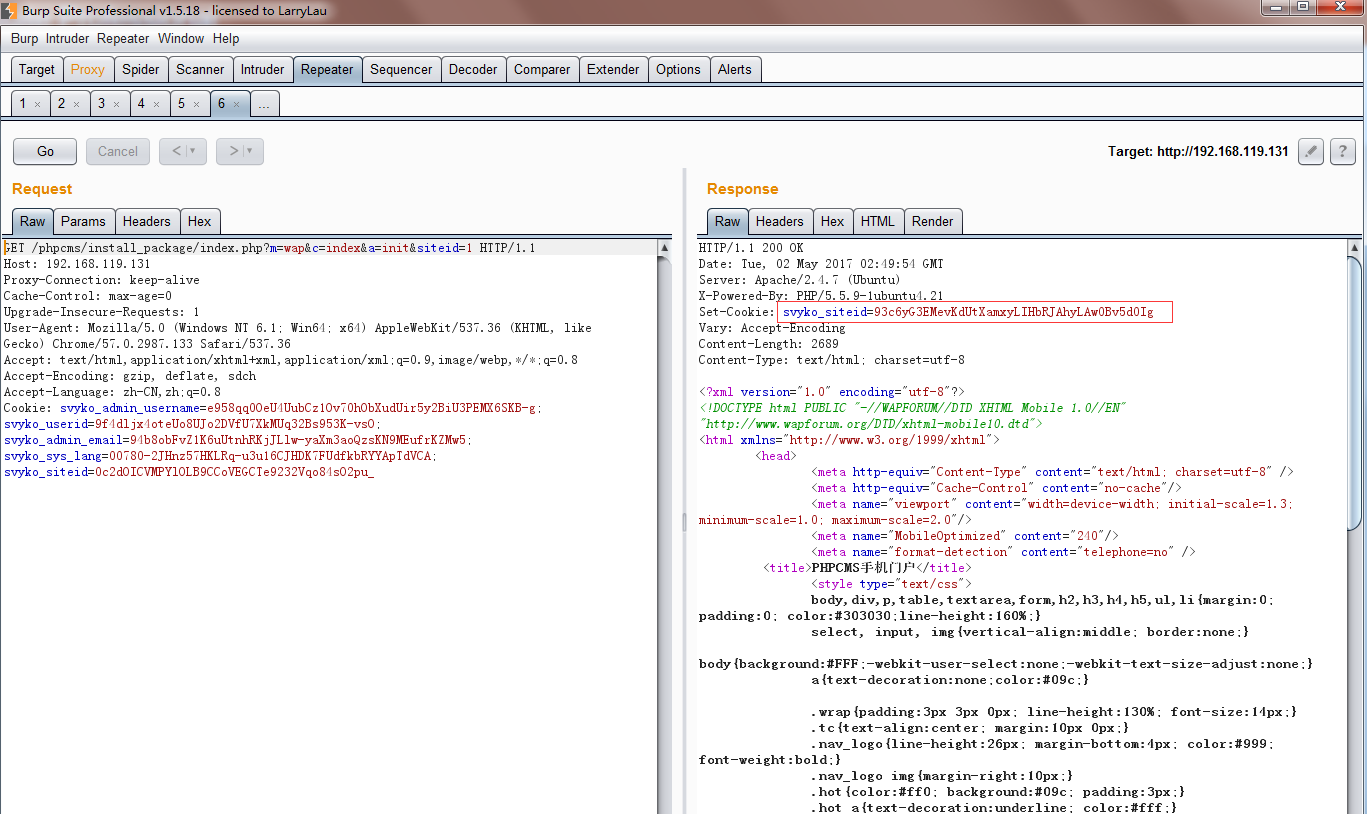 Burp Suite Professional v1.5.18 - licensed to LarryLau
Burp Intruder Repeater Window Help
Target Proxy Spider Scanner Intruder Repeater Sequencer Decoder Comparer Extender Options Alerts
1 × 2 × 3 × 4 × 5 × 6 × ...
Go Cancel < > Target: http://192.168.119.131 ?
Request
Raw Params Headers Hex
GET /phpcms/install_package/index.php?m=wap&c=index&a=init&siteid=1 HTTP/1.1
Host: 192.168.119.131
Proxy-Connection: keep-alive
Cache-Control: max-age=0
Upgrade-Insecure-Requests: 1
User-Agent: Mozilla/5.0 (Windows NT 6.1; Win64; x64) AppleWebKit/537.36 (KHTML, like
Gecko) Chrome/57.0.2987.133 Safari/537.36
Accept: text/html,application/xhtml+xml,application/xml;q=0.9,image/webp,*/*;q=0.8
Accept-Encoding: gzip, deflate, sdch
Accept-Language: zh-CN,zh;q=0.8
Cookie: svyko_admin_username=e958qq0OeU4UubCz1Ov70hObXudUir5y2BiU3PEMX6SKB-g;
svyko_userid=9f4dljx4oteUo8UJo2DVfU7XkMUq32Bs953K-vs0;
svyko_admin_email=94b8obFvZ1K6uUtnhRKjJLlw-yaXm3aoQzsKN9MEufrKZMw5;
svyko_sys_lang=00780-2JHnz57HKLRq-u3u16CJHDK7FUdfkbRYYApTdVCA;
svyko_siteid=0c2dOICVMPYlOLB9CCoVEGCTe9232Vqo84sO2pu_
Response
Raw Headers Hex HTML Render
HTTP/1.1 200 OK
Date: Tue, 02 May 2017 02:49:54 GMT
Server: Apache/2.4.7 (Ubuntu)
X-Powered-By: PHP/5.5.9-1ubuntu4.21
Set-Cookie: svyko_siteid=93c6yG3EMevKdUtXamxyLIHbRJAhyLAw0Bv5d0Ig
Vary: Accept-Encoding
Content-Length: 2689
Content-Type: text/html; charset=utf-8
<?xml version="1.0" encoding="utf-8"?>
<!DOCTYPE html PUBLIC "-//WAPFORUM//DTD XHTML Mobile 1.0//EN"
"http://www.wapforum.org/DTD/xhtml-mobile10.dtd">
<html xmlns="http://www.w3.org/1999/xhtml">
<head>
<meta http-equiv="Content-Type" content="text/html; charset=utf-8" />
<meta http-equiv="Cache-Control" content="no-cache"/>
<meta name="viewport" content="width=device-width; initial-scale=1.3;
minimum-scale=1.0; maximum-scale=2.0"/>
<meta name="MobileOptimized" content="240"/>
<meta name="format-detection" content="telephone=no" />
<title>PHPCMS手机门户</title>
<style type="text/css">
body,div,p,table,textarea,form,h2,h3,h4,h5,ul,li{margin:0;
padding:0; color:#303030;line-height:160%;}
select, input, img{vertical-align:middle; border:none;}
body{background:#FFF;-webkit-user-select:none;-webkit-text-size-adjust:none;}
a{text-decoration:none;color:#09c;}
.wrap{padding:3px 3px 0px; line-height:130%; font-size:14px;}
.tc{text-align:center; margin:10px 0px;}
.nav_logo{line-height:26px; margin-bottom:4px; color:#999;
font-weight:bold;}
.nav_logo img{margin-right:10px;}
.hot{color:#ff0; background:#09c; padding:3px;}
.hot a{text-decoration:underline; color:#fff;}